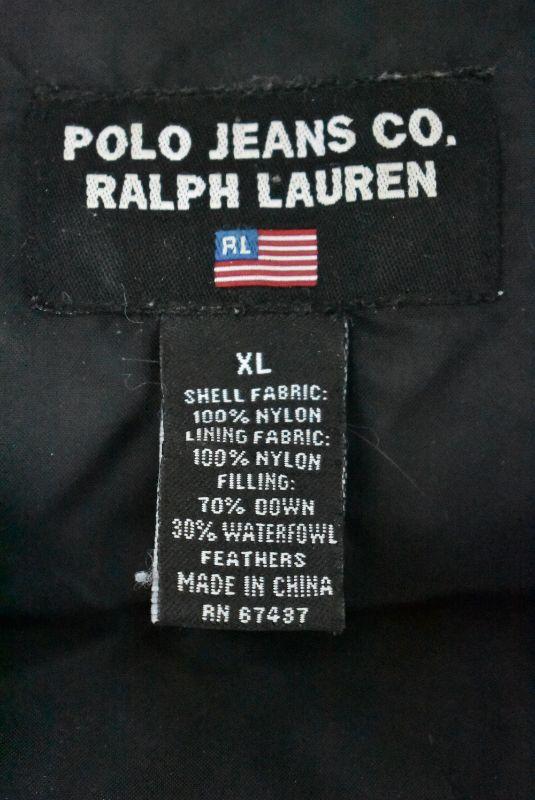 POLO JEANS CO.
RALPH LAUREN
RL
XL
SHELL FABRIC:
100% NYLON
LINING FABRIC:
100% NYLON
FILLING:
70% DOWN
30% WATERFOWL
FEATHERS
MADE IN CHINA
RN 67437